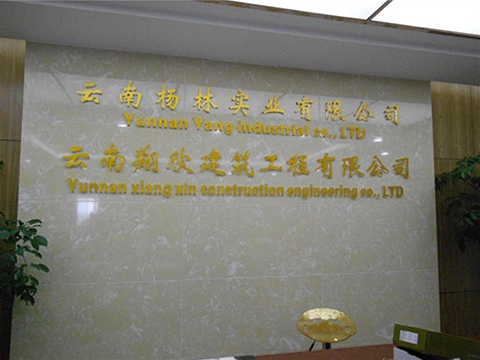 云南杨林实业有限公司
Yunnan Yang Industrial co., LTD
云南翔欣建筑工程有限公司
Yunnan xiang xin construction engineering co., LTD